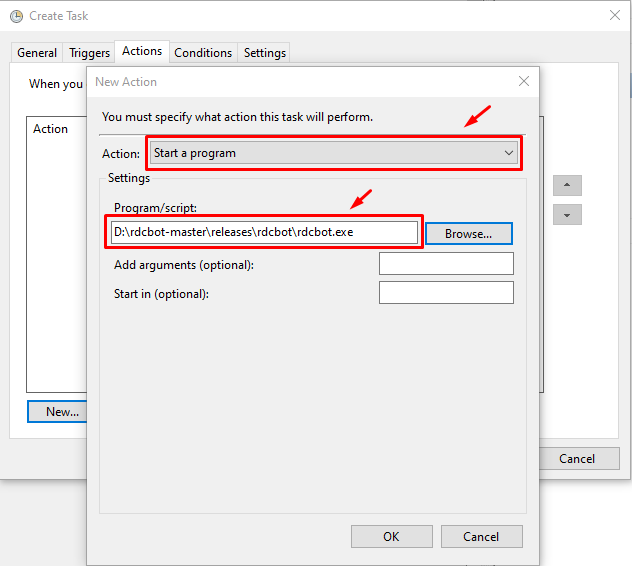 Create Task
General Triggers Actions Conditions Settings
When you
Action
New...
Cancel
New Action
You must specify what action this task will perform.
Action: Start a program
Settings
Program/script:
D:\rdcbot-master\releases\rdcbot\rdcbot.exe Browse...
Add arguments (optional):
Start in (optional):
OK Cancel